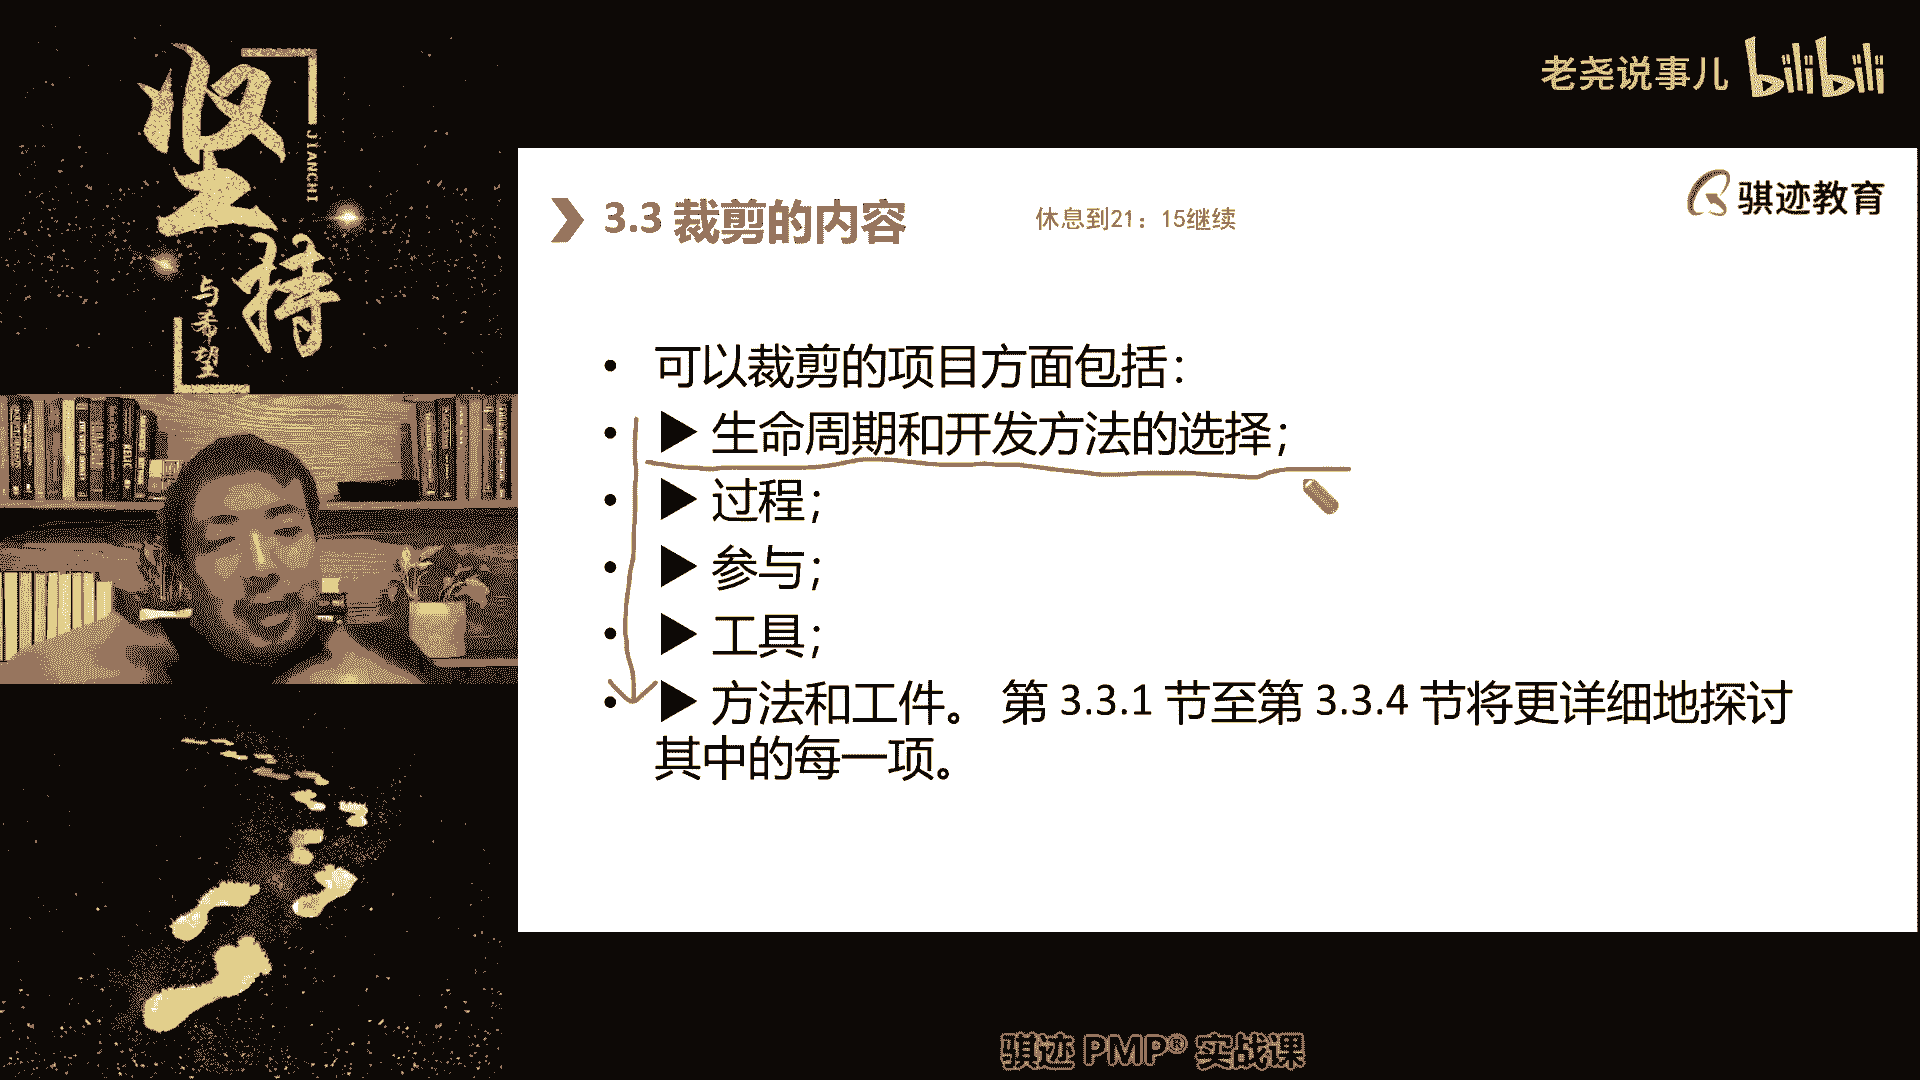 坚持
JIANCHI
与希望
老尧说事儿 bilibili
骐迹教育
3.3 裁剪的内容
休息到21：15继续
• 可以裁剪的项目方面包括：
• ▶ 生命周期和开发方法的选择；
• ▶ 过程；
• ▶ 参与；
• ▶ 工具；
• ▶ 方法和工件。 第 3.3.1 节至第 3.3.4 节将更详细地探讨
其中的每一项。
骐迹 PMP® 实战课